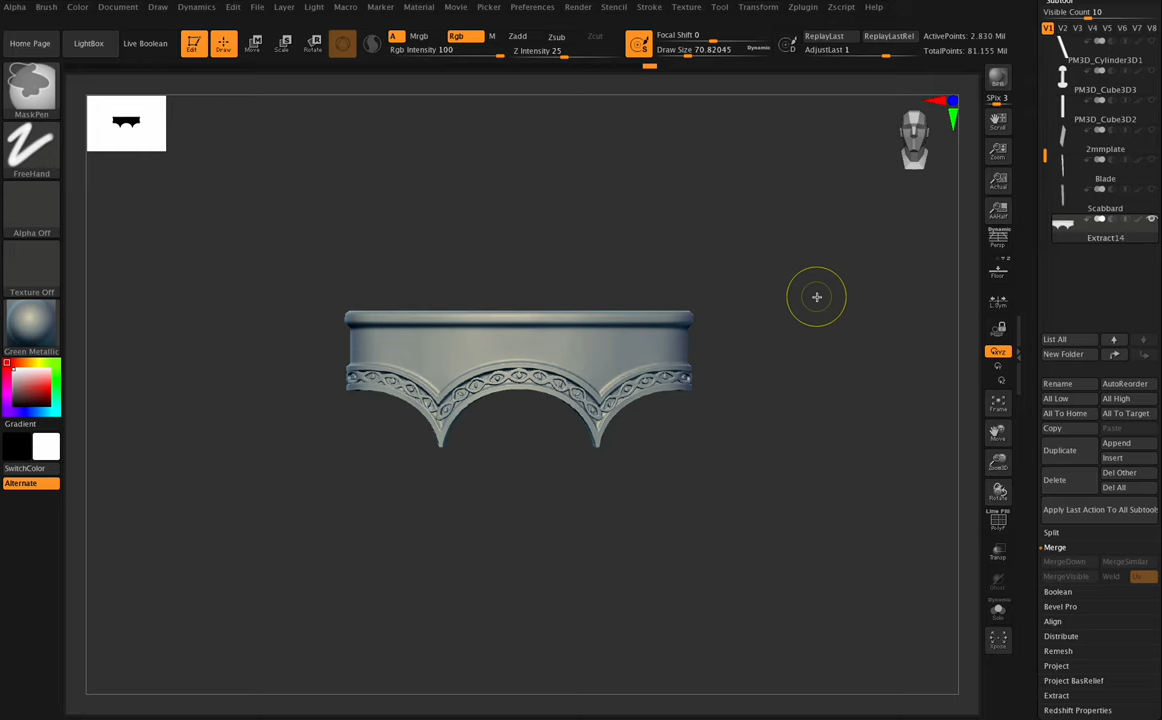 Alpha Brush Color Document Draw Dynamics Edit File Layer Light Macro Marker Material Movie Picker Preferences Render Stencil Stroke Texture Tool Transform Zplugin Zscript Help
Visible Count 10
Home Page LightBox Live Boolean Edit Draw Move Scale Rotate A Mrgb Rgb M Zadd Zsub Zcut Focal Shift 0 ReplayLast ReplayLastRel ActivePoints: 2.830 Mil
Rgb Intensity 100 Z Intensity 25 Draw Size 70.82045 Dynamic AdjustLast 1 TotalPoints: 81.155 Mil
V1 V2 V3 V4 V5 V6 V7 V8
MaskPen
FreeHand
Alpha Off
Texture Off
Green Metallic
Gradient
SwitchColor
Alternate
BPR
SPix 3
Scroll
Zoom
Actual
AAHalf
Dynamic
Persp
Floor
L.Sym
XYZ
Frame
Move
Zoom3D
Rotate
Line Fill
PolyF
Transp
Ghost
Dynamic
Solo
Xpose
PM3D_Cylinder3D1
PM3D_Cube3D3
PM3D_Cube3D2
2mmplate
Blade
Scabbard
Extract14
List All
New Folder
Rename AutoReorder
All Low All High
All To Home All To Target
Copy Paste
Duplicate Append
Insert
Delete Del Other
Del All
Apply Last Action To All Subtools
Split
Merge
MergeDown MergeSimilar
MergeVisible Weld Uv
Boolean
Bevel Pro
Align
Distribute
Remesh
Project
Project BasRelief
Extract
Redshift Properties